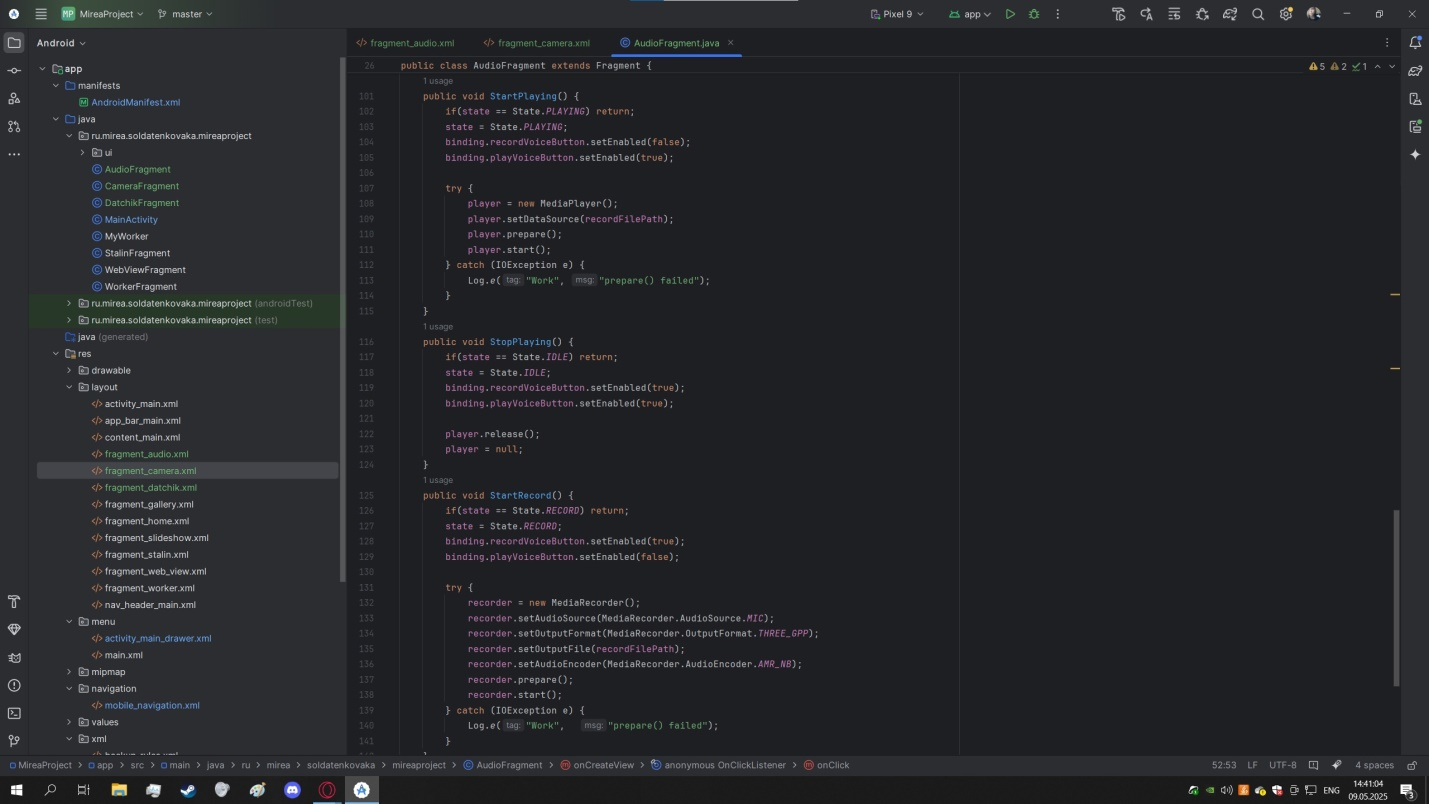 MP MireaProject
master
Pixel 9
app
Android
fragment_audio.xml
fragment_camera.xml
AudioFragment.java
app
manifests
AndroidManifest.xml
java
ru.mirea.soldatenkovaka.mireaproject
ui
AudioFragment
CameraFragment
DatchikFragment
MainActivity
MyWorker
StalinFragment
WebViewFragment
WorkerFragment
ru.mirea.soldatenkovaka.mireaproject (androidTest)
ru.mirea.soldatenkovaka.mireaproject (test)
java (generated)
res
drawable
layout
activity_main.xml
app_bar_main.xml
content_main.xml
fragment_audio.xml
fragment_camera.xml
fragment_datchik.xml
fragment_gallery.xml
fragment_home.xml
fragment_slideshow.xml
fragment_stalin.xml
fragment_web_view.xml
fragment_worker.xml
nav_header_main.xml
menu
activity_main_drawer.xml
main.xml
mipmap
navigation
mobile_navigation.xml
values
xml
26 public class AudioFragment extends Fragment {
5 2 1
1 usage
101 public void StartPlaying() {
102 if(state == State.PLAYING) return;
103 state = State.PLAYING;
104 binding.recordVoiceButton.setEnabled(false);
105 binding.playVoiceButton.setEnabled(true);
106
107 try {
108 player = new MediaPlayer();
109 player.setDataSource(recordFilePath);
110 player.prepare();
111 player.start();
112 } catch (IOException e) {
113 Log.e( tag: "Work", msg: "prepare() failed");
114 }
115 }
1 usage
116 public void StopPlaying() {
117 if(state == State.IDLE) return;
118 state = State.IDLE;
119 binding.recordVoiceButton.setEnabled(true);
120 binding.playVoiceButton.setEnabled(true);
121
122 player.release();
123 player = null;
124 }
1 usage
125 public void StartRecord() {
126 if(state == State.RECORD) return;
127 state = State.RECORD;
128 binding.recordVoiceButton.setEnabled(true);
129 binding.playVoiceButton.setEnabled(false);
130
131 try {
132 recorder = new MediaRecorder();
133 recorder.setAudioSource(MediaRecorder.AudioSource.MIC);
134 recorder.setOutputFormat(MediaRecorder.OutputFormat.THREE_GPP);
135 recorder.setOutputFile(recordFilePath);
136 recorder.setAudioEncoder(MediaRecorder.AudioEncoder.AMR_NB);
137 recorder.prepare();
138 recorder.start();
139 } catch (IOException e) {
140 Log.e( tag: "Work", msg: "prepare() failed");
141 }
MireaProject > app > src > main > java > ru > mirea > soldatenkovaka > mireaproject > AudioFragment > onCreateView > anonymous OnClickListener > onClick
52:53 LF UTF-8 4 spaces
ENG
14:41:04
09.05.2025
3